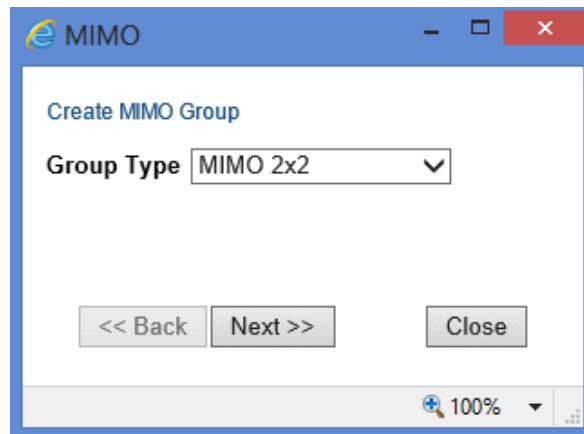 MIMO
Create MIMO Group
Group Type MIMO 2x2
<< Back Next >> Close
100%